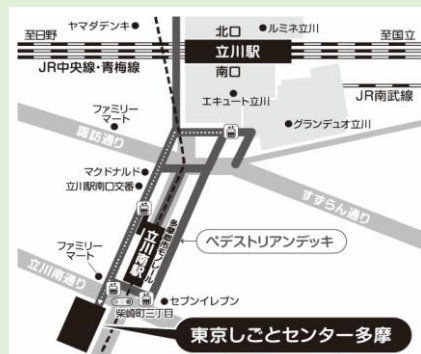 ヤマダデンキ
北口
ルミネ立川
至日野
立川駅
至国立
JR中央線・青梅線
南口
JR南武線
エキュート立川
ファミリー
マート
グランデュオ立川
諏訪通り
マクドナルド
立川駅南口交番
すずらん通り
多摩都市モノレール
立川南駅
ペデストリアンデッキ
ファミリー
マート
立川南通り
セブンイレブン
柴崎町三丁目
東京しごとセンター多摩